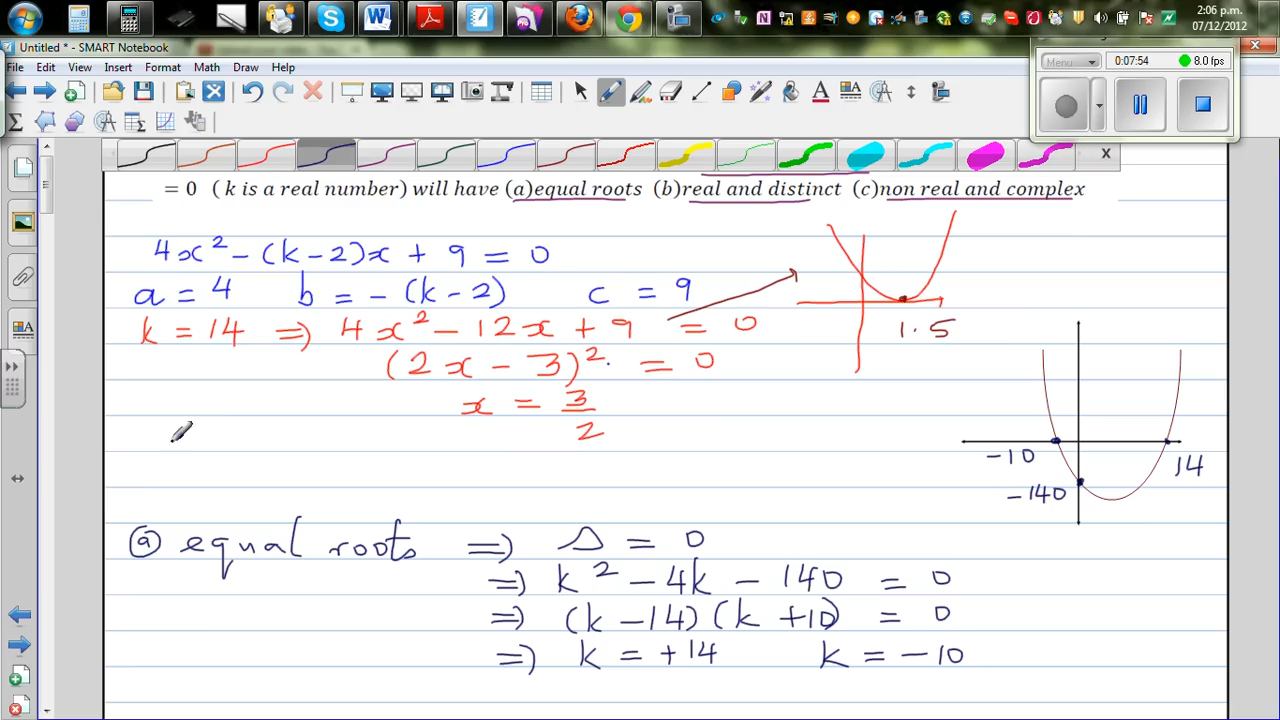 2:06 p.m.
07/12/2012
Untitled * - SMART Notebook
File Edit View Insert Format Math Draw Help
Menu
0:07:54
8.0 fps
= 0 ( k is a real number) will have (a)equal roots (b)real and distinct (c)non real and complex
4x² - (k-2)x + 9 = 0
a = 4 b = - (k - 2) c = 9
k = 14 ⇒ 4x² - 12x + 9 = 0
(2x - 3)² = 0
x = 3/2
1.5
-10
14
-140
(a) equal roots ⇒ Δ = 0
⇒ k² - 4k - 140 = 0
⇒ (k - 14) (k + 10) = 0
⇒ k = +14 k = -10